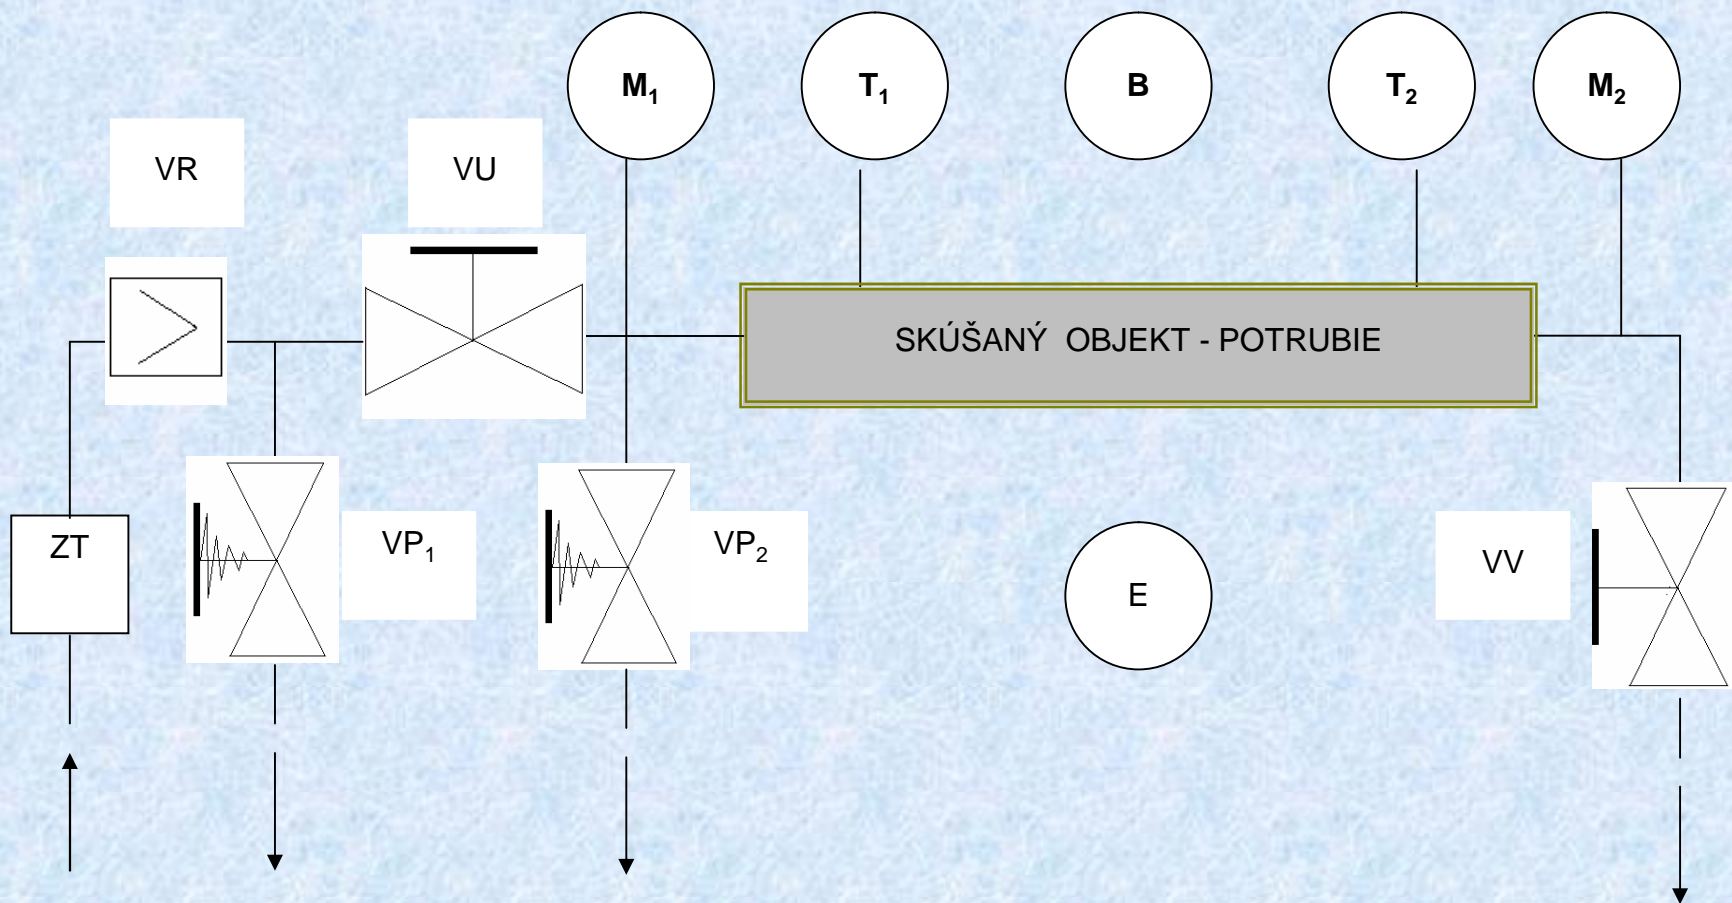 M1
T1
B
T2
M2
VR
VU
SKÚŠANÝ OBJEKT - POTRUBIE
ZT
VP1
VP2
E
VV